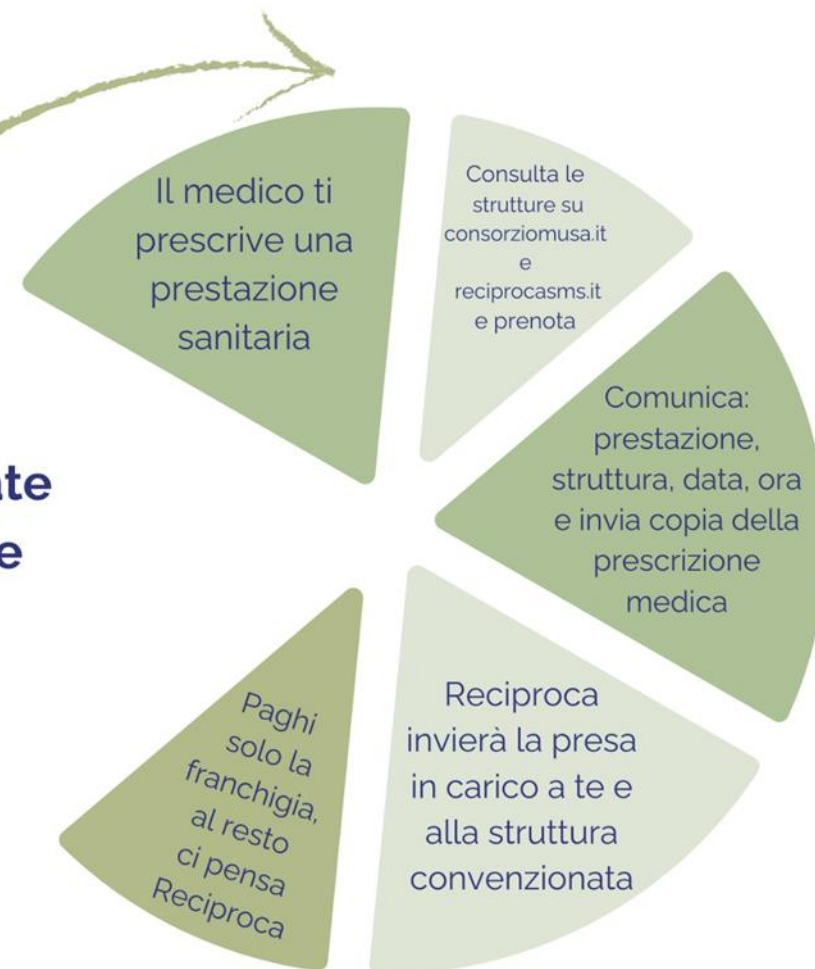 Il medico ti
prescrive una
prestazione
sanitaria
Consulta le
strutture su
consorziomusa.it
e
reciprocasms.it
e prenota
Comunica:
prestazione,
struttura, data, ora
e invia copia della
prescrizione
medica
Reciproca
invierà la presa
in carico a te e
alla struttura
convenzionata
Paghi
solo la
franchigia,
al resto
ci pensa
Reciproca